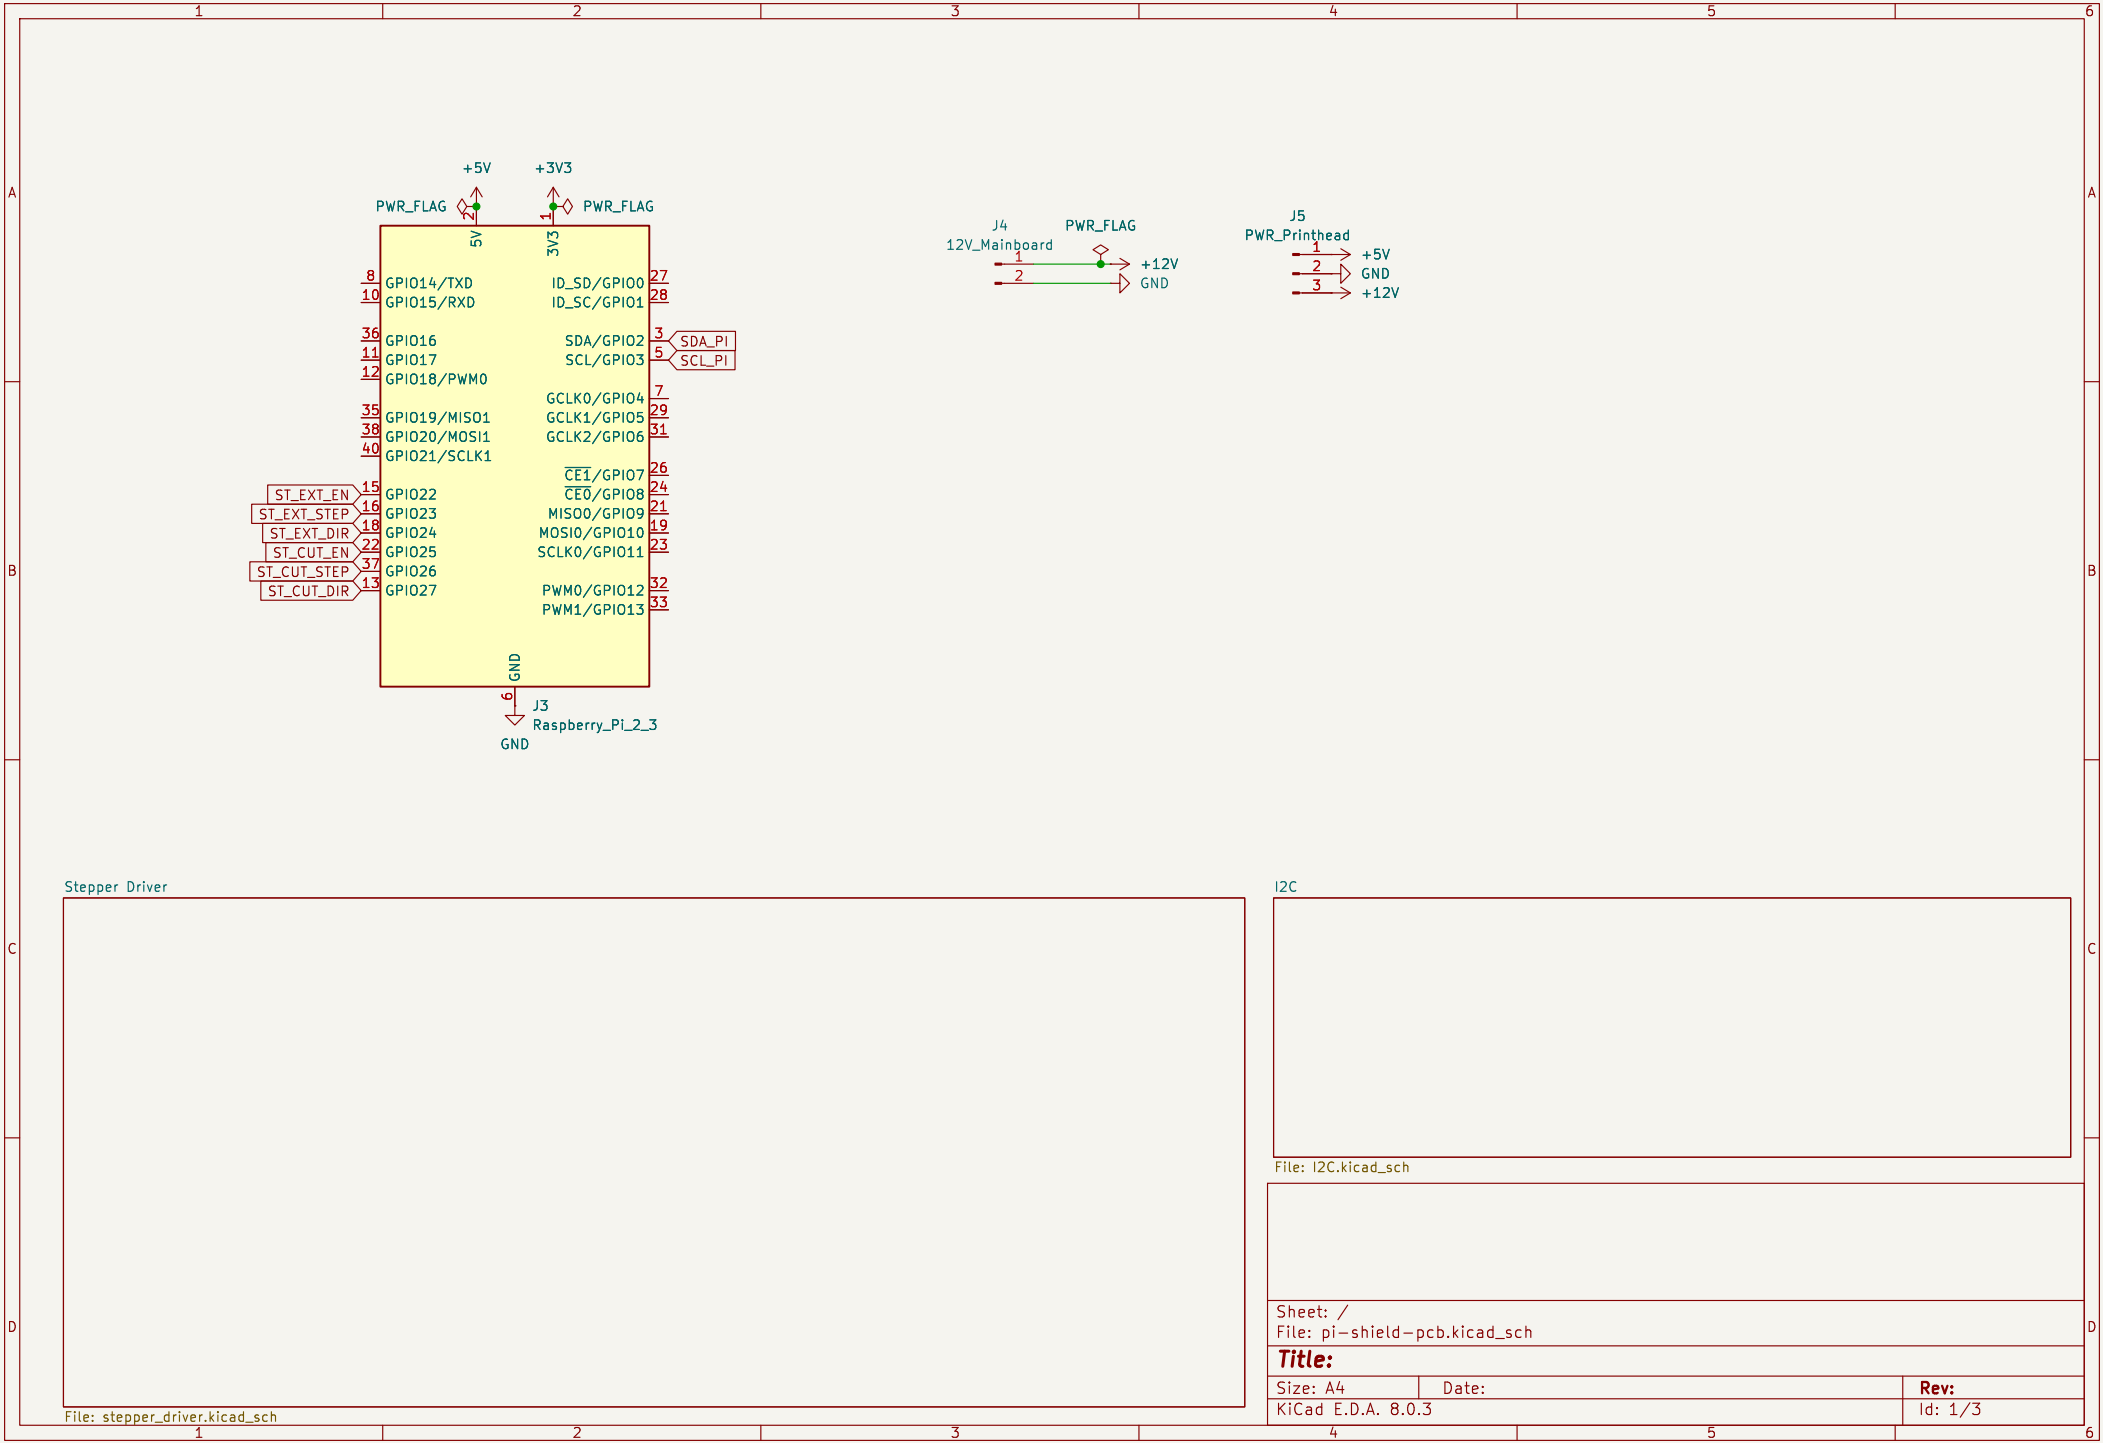 1 2 3 4 5 6
A A
B B
C C
D D
+5V +3V3
PWR_FLAG PWR_FLAG
2 1
5V 3V3
8 GPIO14/TXD ID_SD/GPIO0 27
10 GPIO15/RXD ID_SC/GPIO1 28
36 GPIO16 SDA/GPIO2 3 SDA_PI
11 GPIO17 SCL/GPIO3 5 SCL_PI
12 GPIO18/PWM0
GCLK0/GPIO4 7
35 GPIO19/MISO1 GCLK1/GPIO5 29
38 GPIO20/MOSI1 GCLK2/GPIO6 31
40 GPIO21/SCLK1
CE1/GPIO7 26
ST_EXT_EN 15 GPIO22 CE0/GPIO8 24
ST_EXT_STEP 16 GPIO23 MISO0/GPIO9 21
ST_EXT_DIR 18 GPIO24 MOSI0/GPIO10 19
ST_CUT_EN 22 GPIO25 SCLK0/GPIO11 23
ST_CUT_STEP 37 GPIO26
ST_CUT_DIR 13 GPIO27 PWM0/GPIO12 32
PWM1/GPIO13 33
GND
6
J3
Raspberry_Pi_2_3
GND
J4
12V_Mainboard
PWR_FLAG
1 +12V
2 GND
J5
PWR_Printhead
1 +5V
2 GND
3 +12V
Stepper Driver
File: stepper_driver.kicad_sch
I2C
File: I2C.kicad_sch
Sheet: /
File: pi-shield-pcb.kicad_sch
Title:
Size: A4 Date: Rev:
KiCad E.D.A. 8.0.3 Id: 1/3
1 2 3 4 5 6